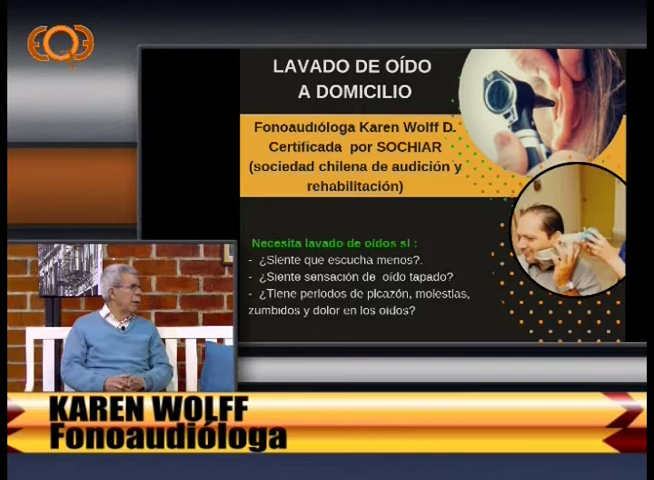 EQE
LAVADO DE OÍDO
A DOMICILIO
Fonoaudióloga Karen Wolff D.
Certificada por SOCHIAR
(sociedad chilena de audición y
rehabilitación)
Necesita lavado de oídos si :
- ¿Siente que escucha menos?.
- ¿Siente sensación de oído tapado?
- ¿Tiene periodos de picazón, molestias,
zumbidos y dolor en los oídos?
KAREN WOLFF
Fonoaudióloga